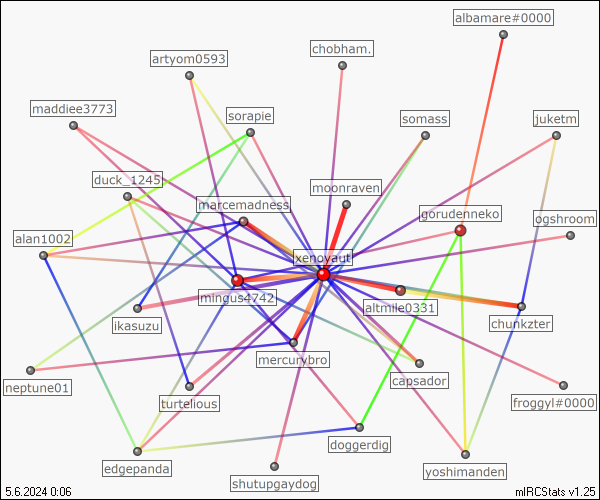 albamare#0000
chobham.
artyom0593
maddiee3773
sorapie
somass
juketm
duck_1245
moonraven
marcemadness
gorudenneko
ogshroom
alan1002
xenoyaut
mingus4742
altmile0331
ikasuzu
chunkzter
mercurybro
neptune01
capsador
froggyl#0000
turtelious
doggerdig
edgepanda
yoshimanden
shutupgaydog
5.6.2024 0:06
mIRCStats v1.25